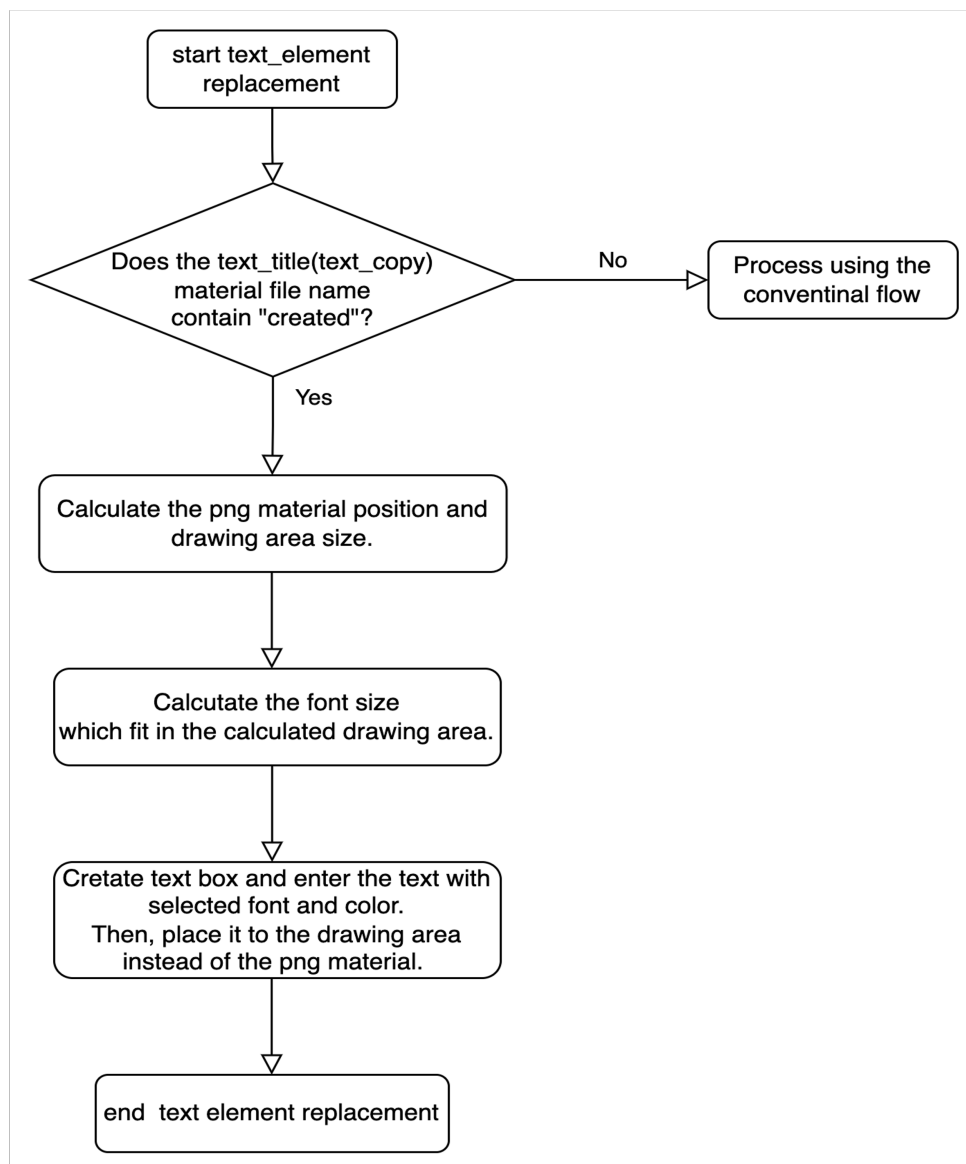 start text_element
replacement
Does the text_title(text_copy)
material file name
contain "created"?
No
Process using the
conventinal flow
Yes
Calculate the png material position and
drawing area size.
Calcutate the font size
which fit in the calculated drawing area.
Cretate text box and enter the text with
selected font and color.
Then, place it to the drawing area
instead of the png material.
end  text element replacement